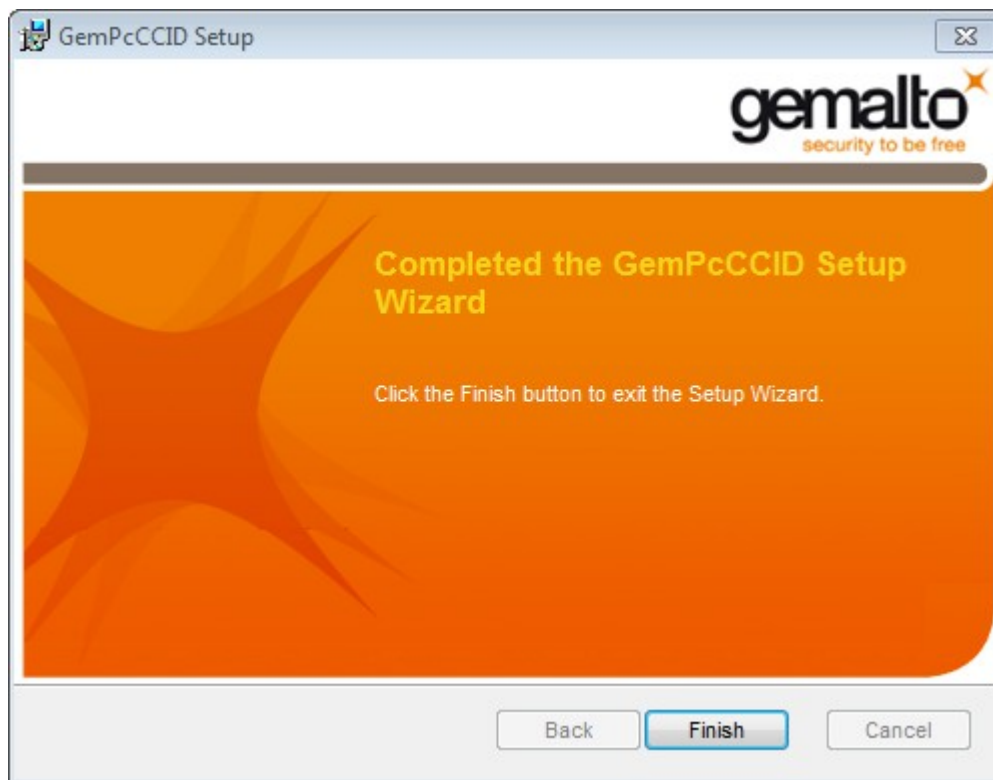 GemPcCCID Setup
gemalto
security to be free
Completed the GemPcCCID Setup
Wizard
Click the Finish button to exit the Setup Wizard.
Back
Finish
Cancel